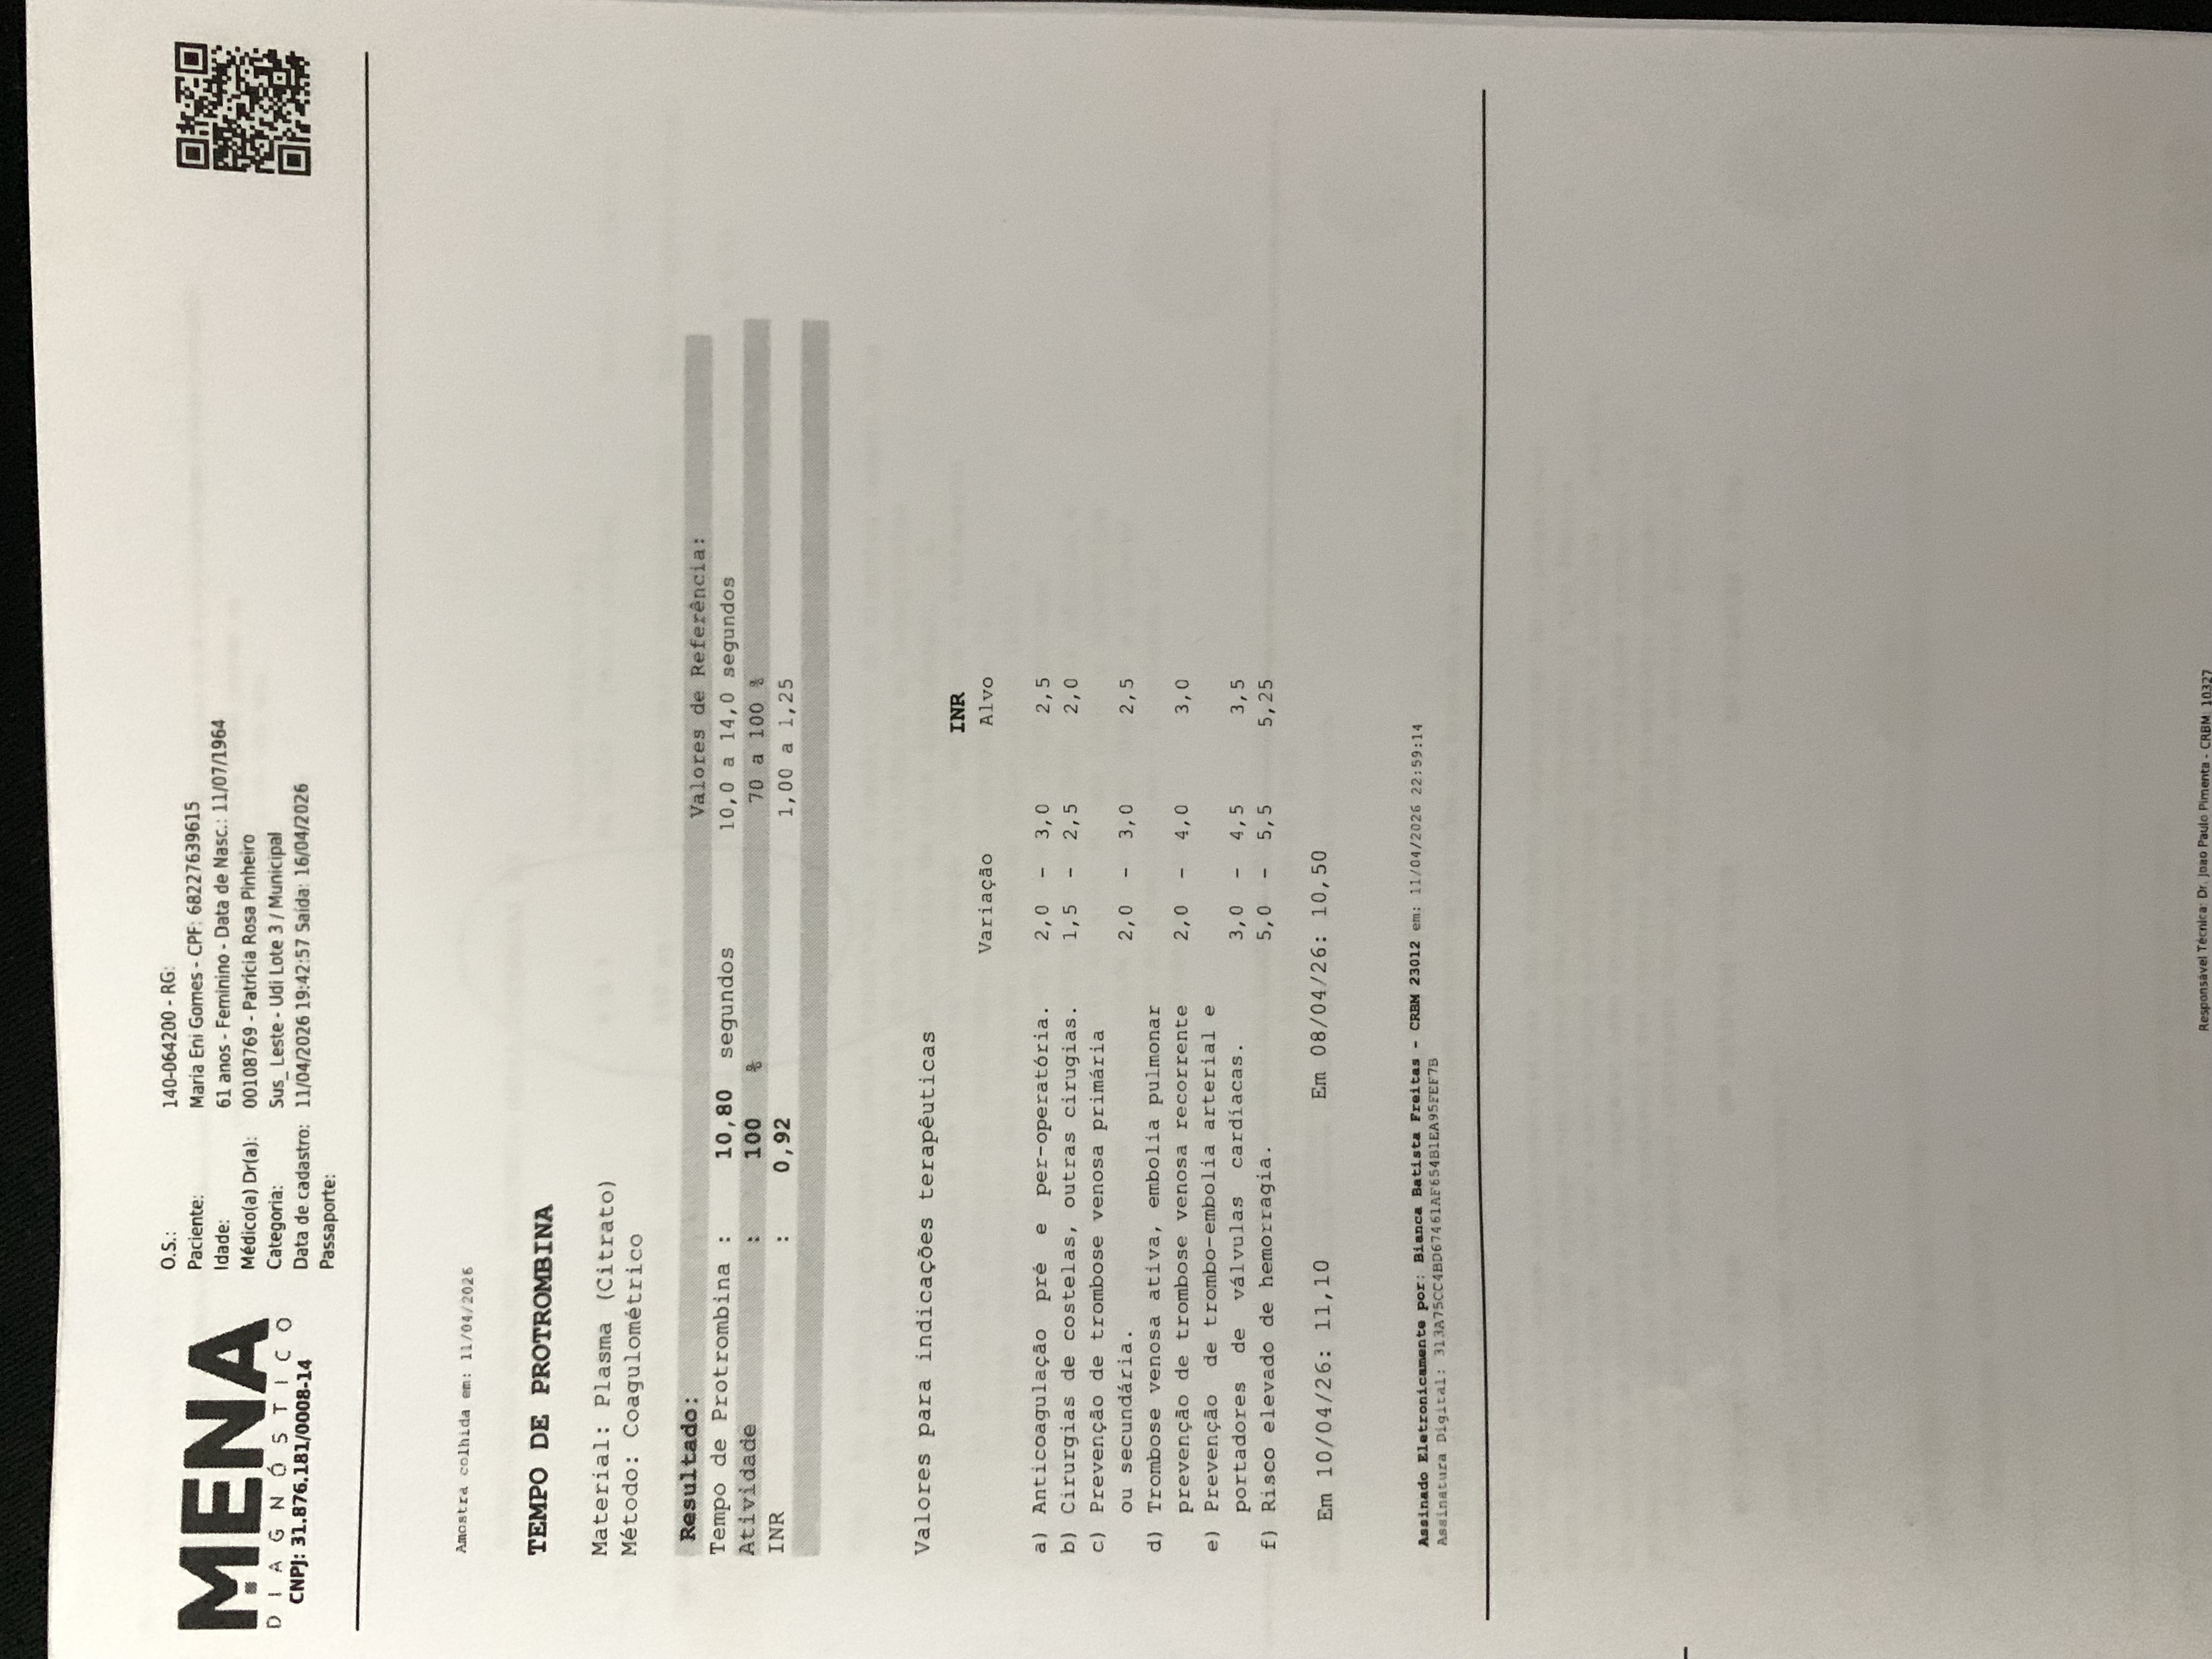 MENA
DIAGNÓSTICO
CNPJ: 31.876.181/0008-14
O.S.: 140-064200 - RG:
Paciente: Maria Eni Gomes - CPF: 68227639615
Idade: 61 anos - Feminino - Data de Nasc.: 11/07/1964
Médico(a) Dr(a): 00108769 - Patricia Rosa Pinheiro
Categoria: Sus_ Leste - Udi Lote 3 / Municipal
Data de cadastro: 11/04/2026 19:42:57 Saída: 16/04/2026
Passaporte:
Amostra colhida em: 11/04/2026
TEMPO DE PROTROMBINA
Material: Plasma (Citrato)
Método: Coagulométrico
Resultado: Valores de Referência:
Tempo de Protrombina : 10,80 segundos 10,0 a 14,0 segundos
Atividade : 100 % 70 a 100 %
INR : 0,92 1,00 a 1,25
Valores para indicações terapêuticas
INR
Variação Alvo
a) Anticoagulação pré e per-operatória. 2,0 - 3,0 2,5
b) Cirurgias de costelas, outras cirugias. 1,5 - 2,5 2,0
c) Prevenção de trombose venosa primária
ou secundária. 2,0 - 3,0 2,5
d) Trombose venosa ativa, embolia pulmonar
prevenção de trombose venosa recorrente 2,0 - 4,0 3,0
e) Prevenção de trombo-embolia arterial e
portadores de válvulas cardíacas. 3,0 - 4,5 3,5
f) Risco elevado de hemorragia. 5,0 - 5,5 5,25
Em 10/04/26: 11,10 Em 08/04/26: 10,50
Assinado Eletronicamente por: Bianca Batista Freitas - CRBM 23012 em: 11/04/2026 22:59:14
Assinatura Digital: 313A75CC4BD67461AF654B1EA95FEF7B
Responsável Técnica: Dr. Joao Paulo Pimenta - CRBM: 10327